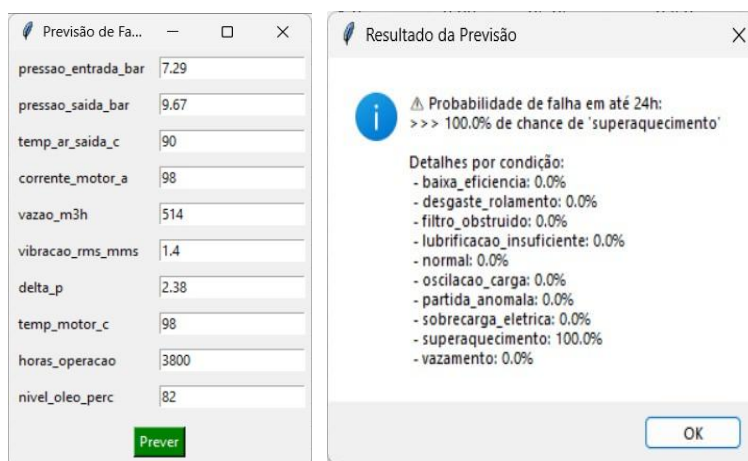 Previsão de Fa...
pressao_entrada_bar 7.29
pressao_saida_bar 9.67
temp_ar_saida_c 90
corrente_motor_a 98
vazao_m3h 514
vibracao_rms_mms 1.4
delta_p 2.38
temp_motor_c 98
horas_operacao 3800
nivel_oleo_perc 82
Prever
Resultado da Previsão
⚠ Probabilidade de falha em até 24h:
>>> 100.0% de chance de 'superaquecimento'
Detalhes por condição:
- baixa_eficiencia: 0.0%
- desgaste_rolamento: 0.0%
- filtro_obstruido: 0.0%
- lubrificacao_insuficiente: 0.0%
- normal: 0.0%
- oscilacao_carga: 0.0%
- partida_anomala: 0.0%
- sobrecarga_eletrica: 0.0%
- superaquecimento: 100.0%
- vazamento: 0.0%
OK